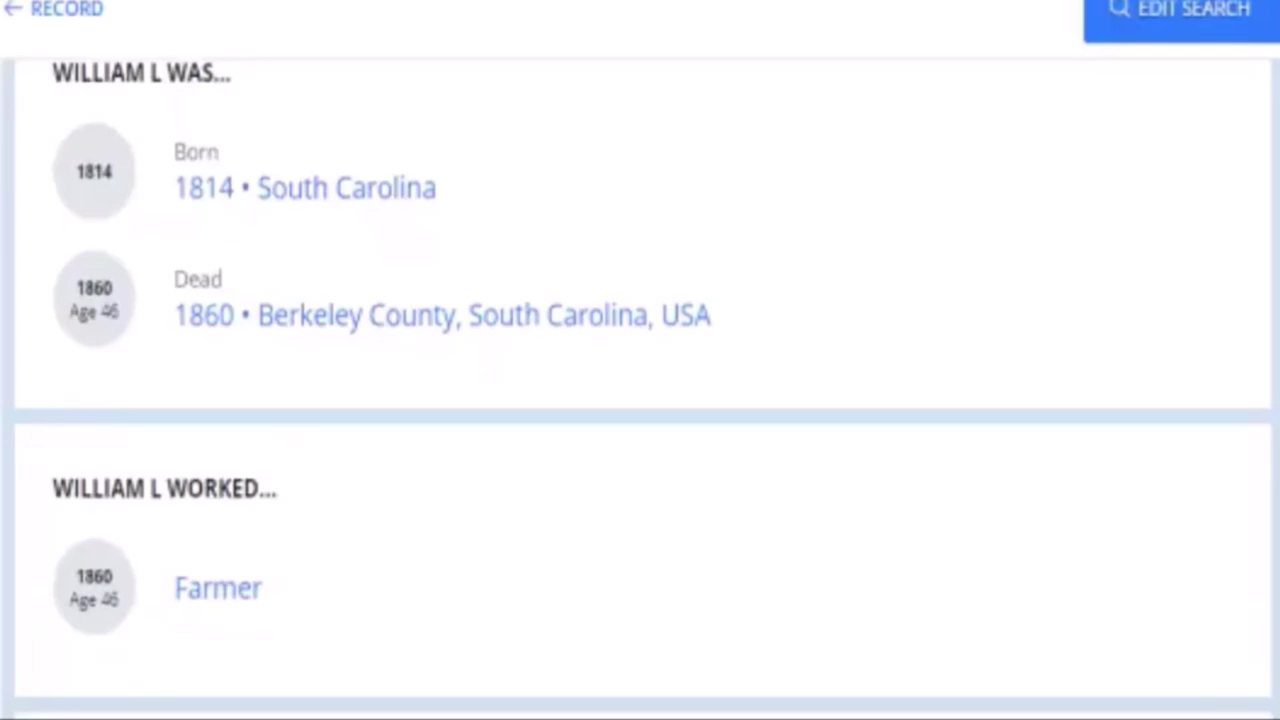 ← RECORD
EDIT SEARCH
WILLIAM L WAS...
1814
Born
1814 • South Carolina
1860
Age 46
Dead
1860 • Berkeley County, South Carolina, USA
WILLIAM L WORKED...
1860
Age 46
Farmer